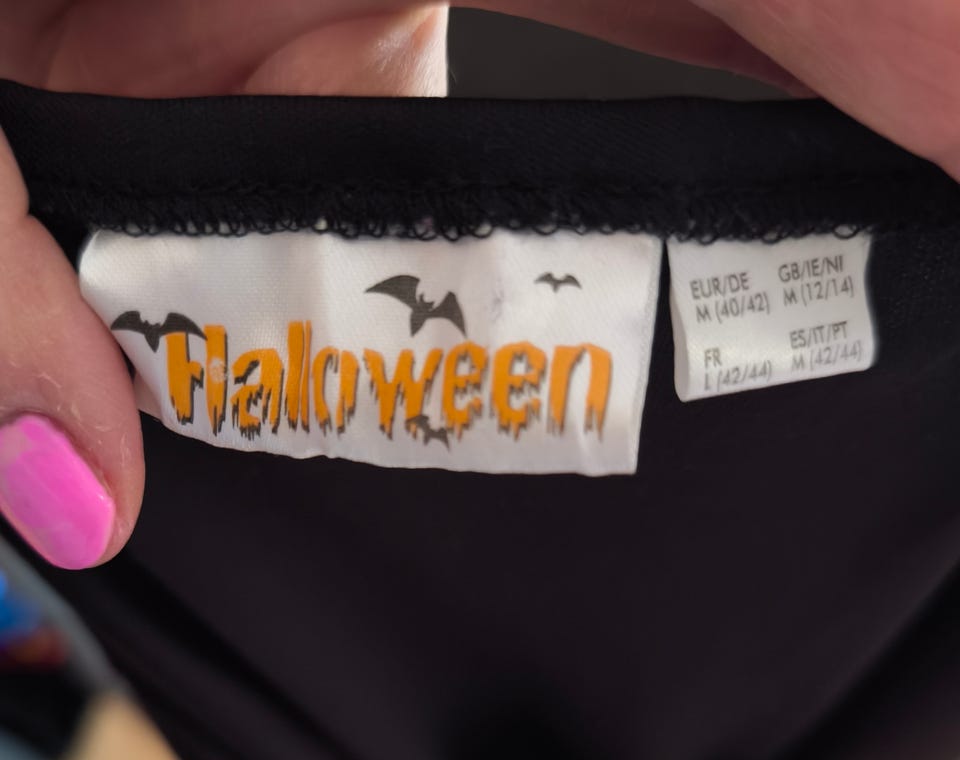 Halloween
EUR/DE GB/IE/NI
M (40/42) M (12/14)
FR ES/IT/PT
L (42/44) M (42/44)